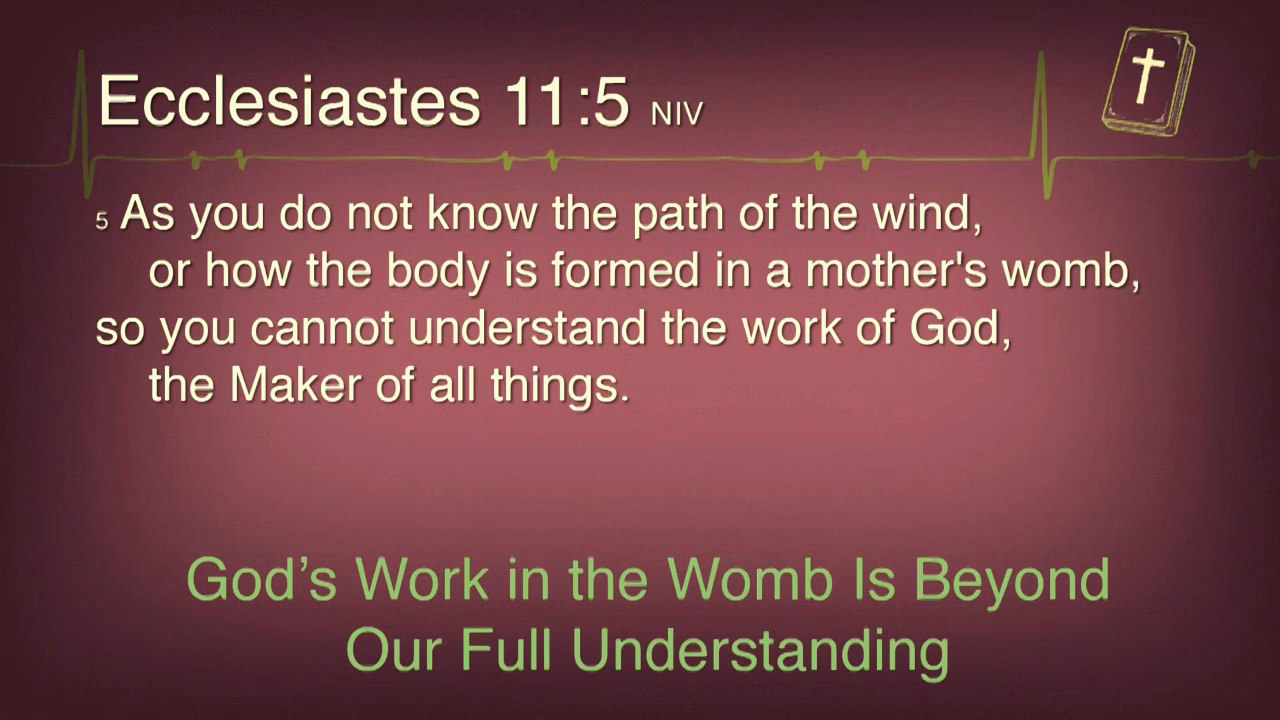 Ecclesiastes 11:5 NIV
5 As you do not know the path of the wind,
or how the body is formed in a mother's womb,
so you cannot understand the work of God,
the Maker of all things.
God’s Work in the Womb Is Beyond
Our Full Understanding